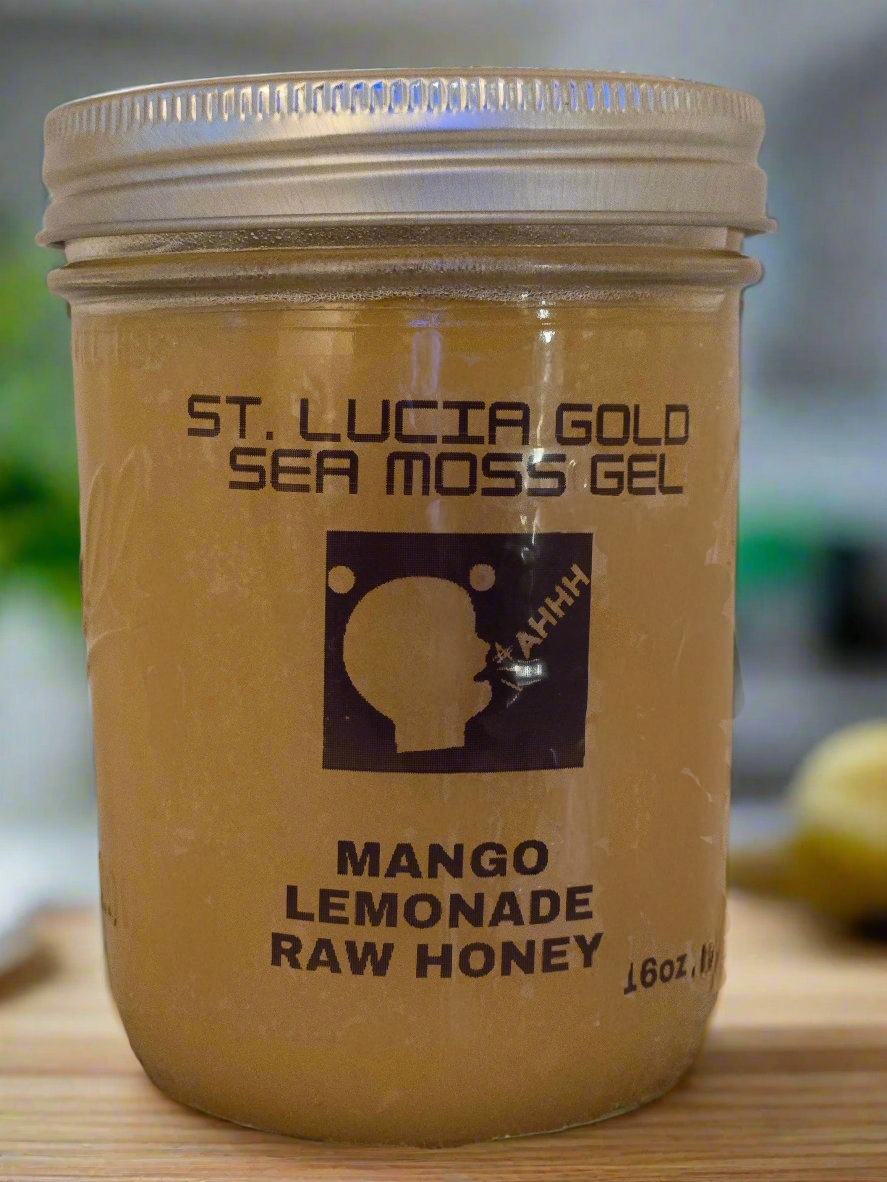 ST. LUCIA GOLD
SEA MOSS GEL
#AHHH
MANGO
LEMONADE
RAW HONEY
16oz.